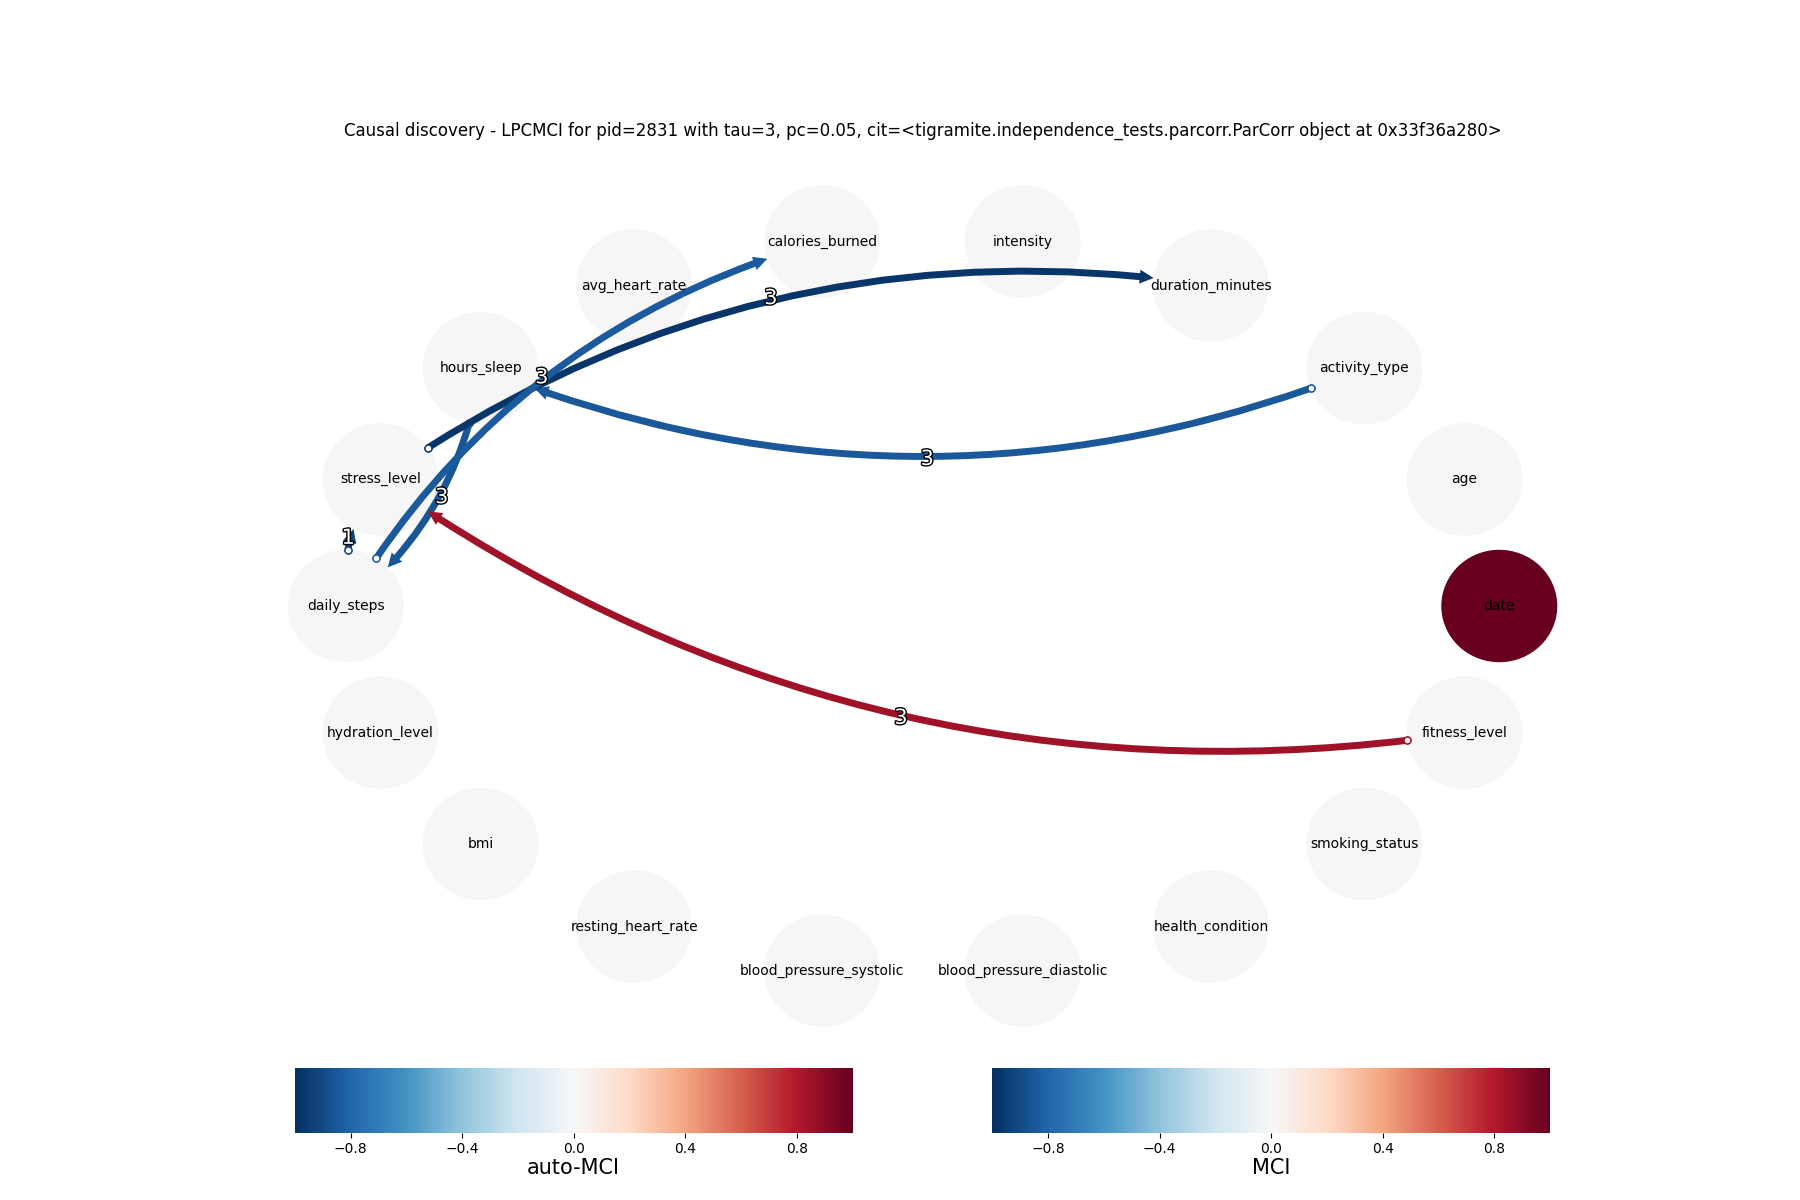 Causal discovery - LPCMCI for pid=2831 with tau=3, pc=0.05, cit=<tigramite.independence_tests.parcorr.ParCorr object at 0x33f36a280>
calories_burned
intensity
avg_heart_rate
duration_minutes
3
hours_sleep
activity_type
3
3
stress_level
age
3
1
daily_steps
date
3
hydration_level
fitness_level
bmi
smoking_status
resting_heart_rate
health_condition
blood_pressure_systolic
blood_pressure_diastolic
−0.8 −0.4 0.0 0.4 0.8
auto-MCI
−0.8 −0.4 0.0 0.4 0.8
MCI